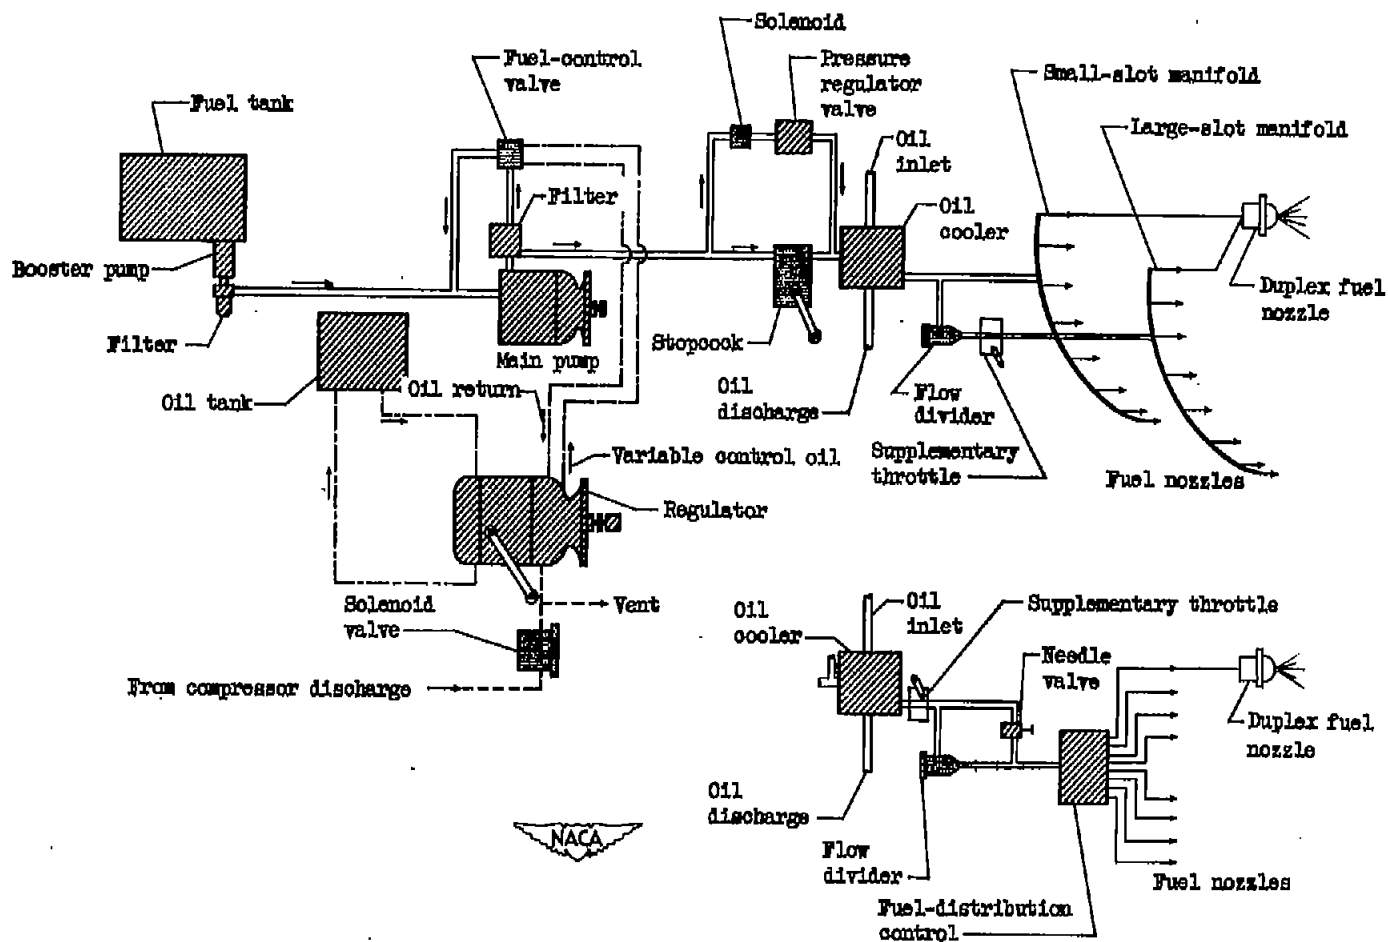 Solenoid
Fuel-control
valve
Pressure
regulator
valve
Small-slot manifold
Fuel tank
Large-slot manifold
Oil
inlet
Filter
Oil
cooler
Booster pump
Duplex fuel
nozzle
Filter
Main pump
Stopcock
Oil return
Oil tank
Oil
discharge
Flow
divider
Supplementary
throttle
Variable control oil
Fuel nozzles
Regulator
Solenoid
valve
Vent
From compressor discharge
Oil
cooler
Oil
inlet
Supplementary throttle
Needle
valve
Duplex fuel
nozzle
Oil
discharge
NACA
Flow
divider
Fuel nozzles
Fuel-distribution
control